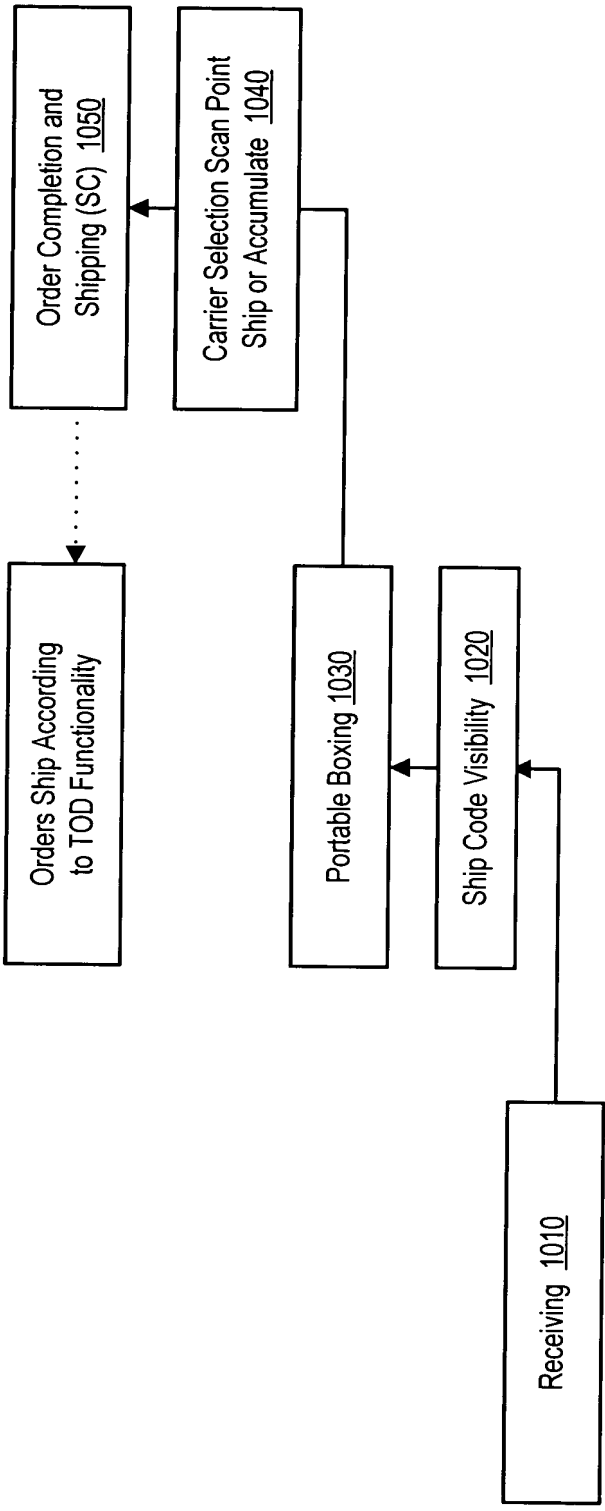 Orders Ship According
to TOD Functionality
Order Completion and
Shipping (SC) 1050
Carrier Selection Scan Point
Ship or Accumulate 1040
Portable Boxing 1030
Ship Code Visibility 1020
Receiving 1010